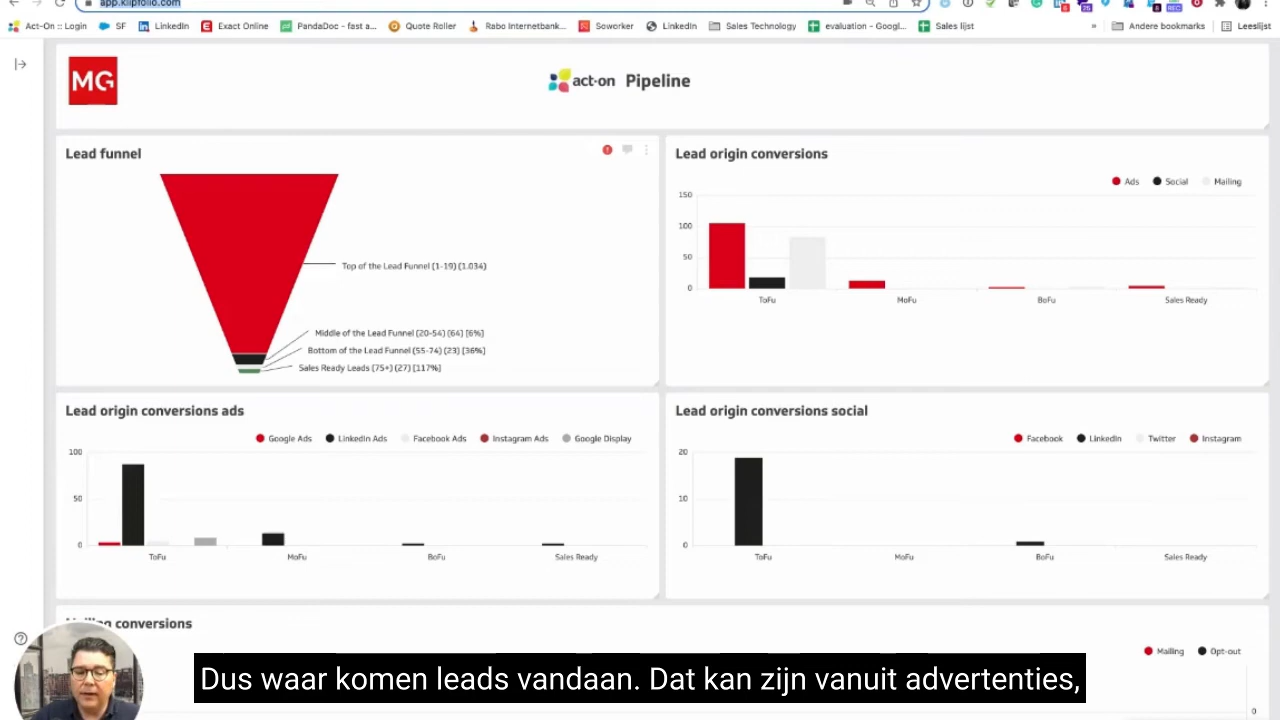 app.klipfolio.com
Act-On :: Login
SF
LinkedIn
Exact Online
PandaDoc - fast a...
Quote Roller
Rabo Internetbank...
Soworker
LinkedIn
Sales Technology
evaluation - Googl...
Sales list
»
Andere bookmarks
Leeslijst
MG
act-on Pipeline
Lead funnel
Top of the Lead Funnel (1-19) (1.034)
Middle of the Lead Funnel (20-54) (64) [6%]
Bottom of the Lead Funnel (55-74) (23) [36%]
Sales Ready Leads (75+) (27) [117%]
Lead origin conversions
Ads
Social
Mailing
150
100
50
0
ToFu
MoFu
BoFu
Sales Ready
Lead origin conversions ads
Google Ads
LinkedIn Ads
Facebook Ads
Instagram Ads
Google Display
100
50
0
ToFu
MoFu
BoFu
Sales Ready
Lead origin conversions social
Facebook
LinkedIn
Twitter
Instagram
20
10
0
ToFu
MoFu
BoFu
Sales Ready
conversions
Mailing
Opt-out
0
Dus waar komen leads vandaan. Dat kan zijn vanuit advertenties,